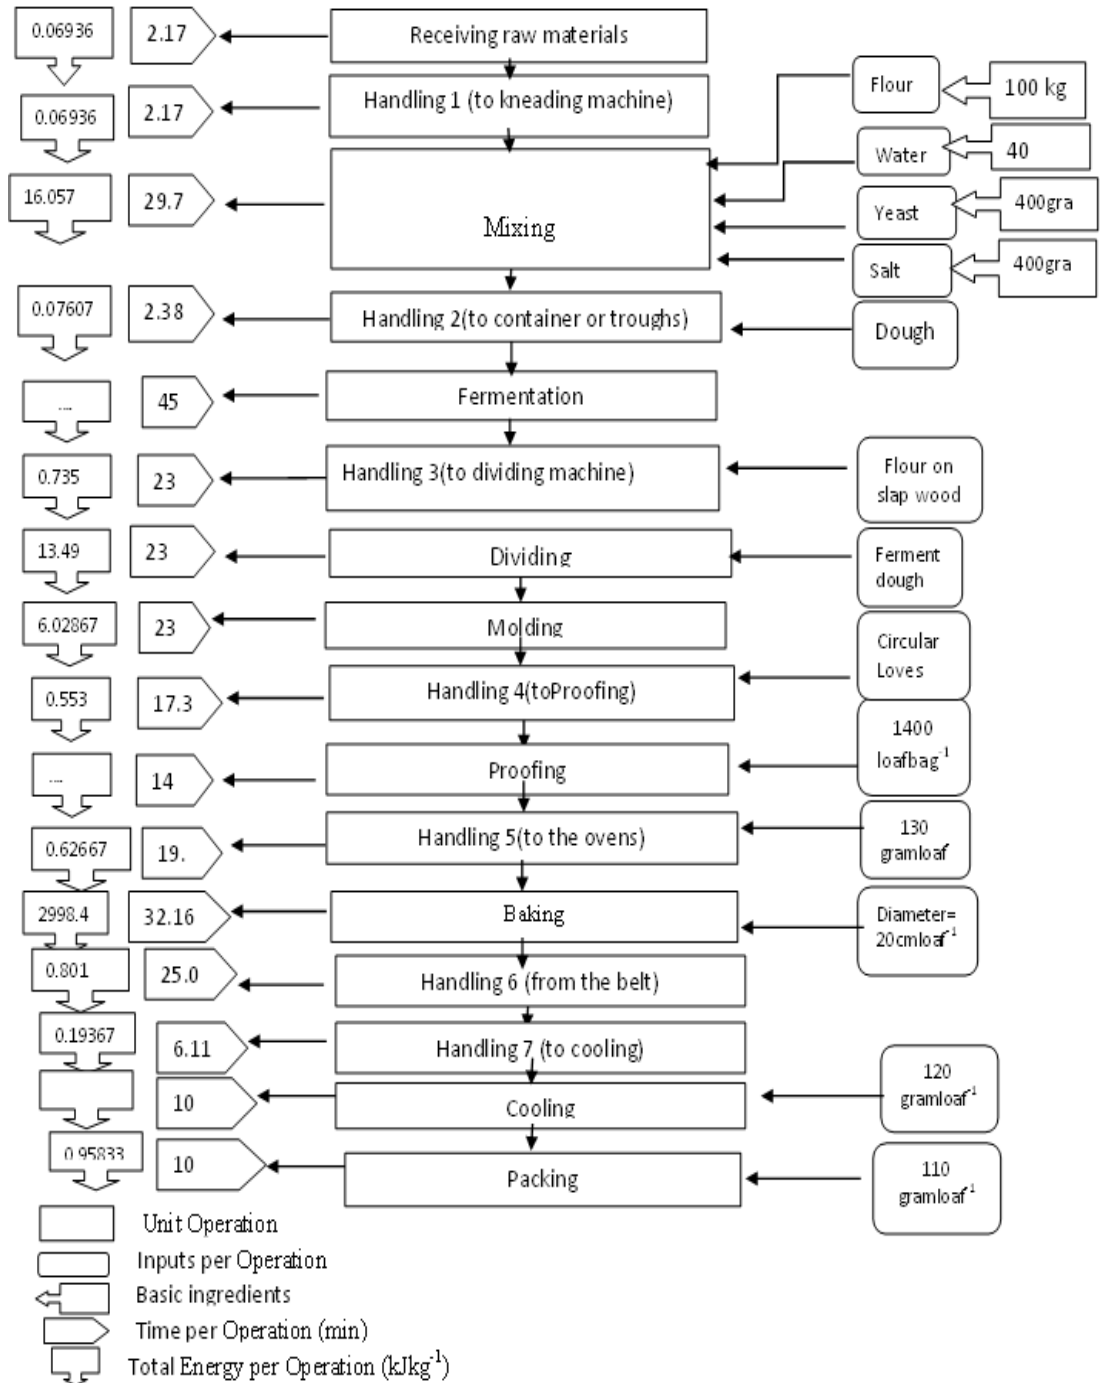 0.06936
2.17
Receiving raw materials
0.06936
2.17
Handling 1 (to kneading machine)
Flour
100 kg
Water
40
16.057
29.7
Mixing
Yeast
400gra
Salt
400gra
0.07607
2.38
Handling 2(to container or troughs)
Dough
....
45
Fermentation
0.735
23
Handling 3(to dividing machine)
Flour on
slap wood
13.49
23
Dividing
Ferment
dough
6.02867
23
Molding
Circular
Loves
0.553
17.3
Handling 4(toProofing)
1400
loafbag-1
....
14
Proofing
0.62667
19.
Handling 5(to the ovens)
130
gramloaf
2998.4
32.16
Baking
Diameter=
20cmloaf-1
0.801
25.0
Handling 6 (from the belt)
0.19367
6.11
Handling 7 (to cooling)
10
Cooling
120
gramloaf-1
0.95833
10
Packing
110
gramloaf-1
Unit Operation
Inputs per Operation
Basic ingredients
Time per Operation (min)
Total Energy per Operation (kJkg-1)